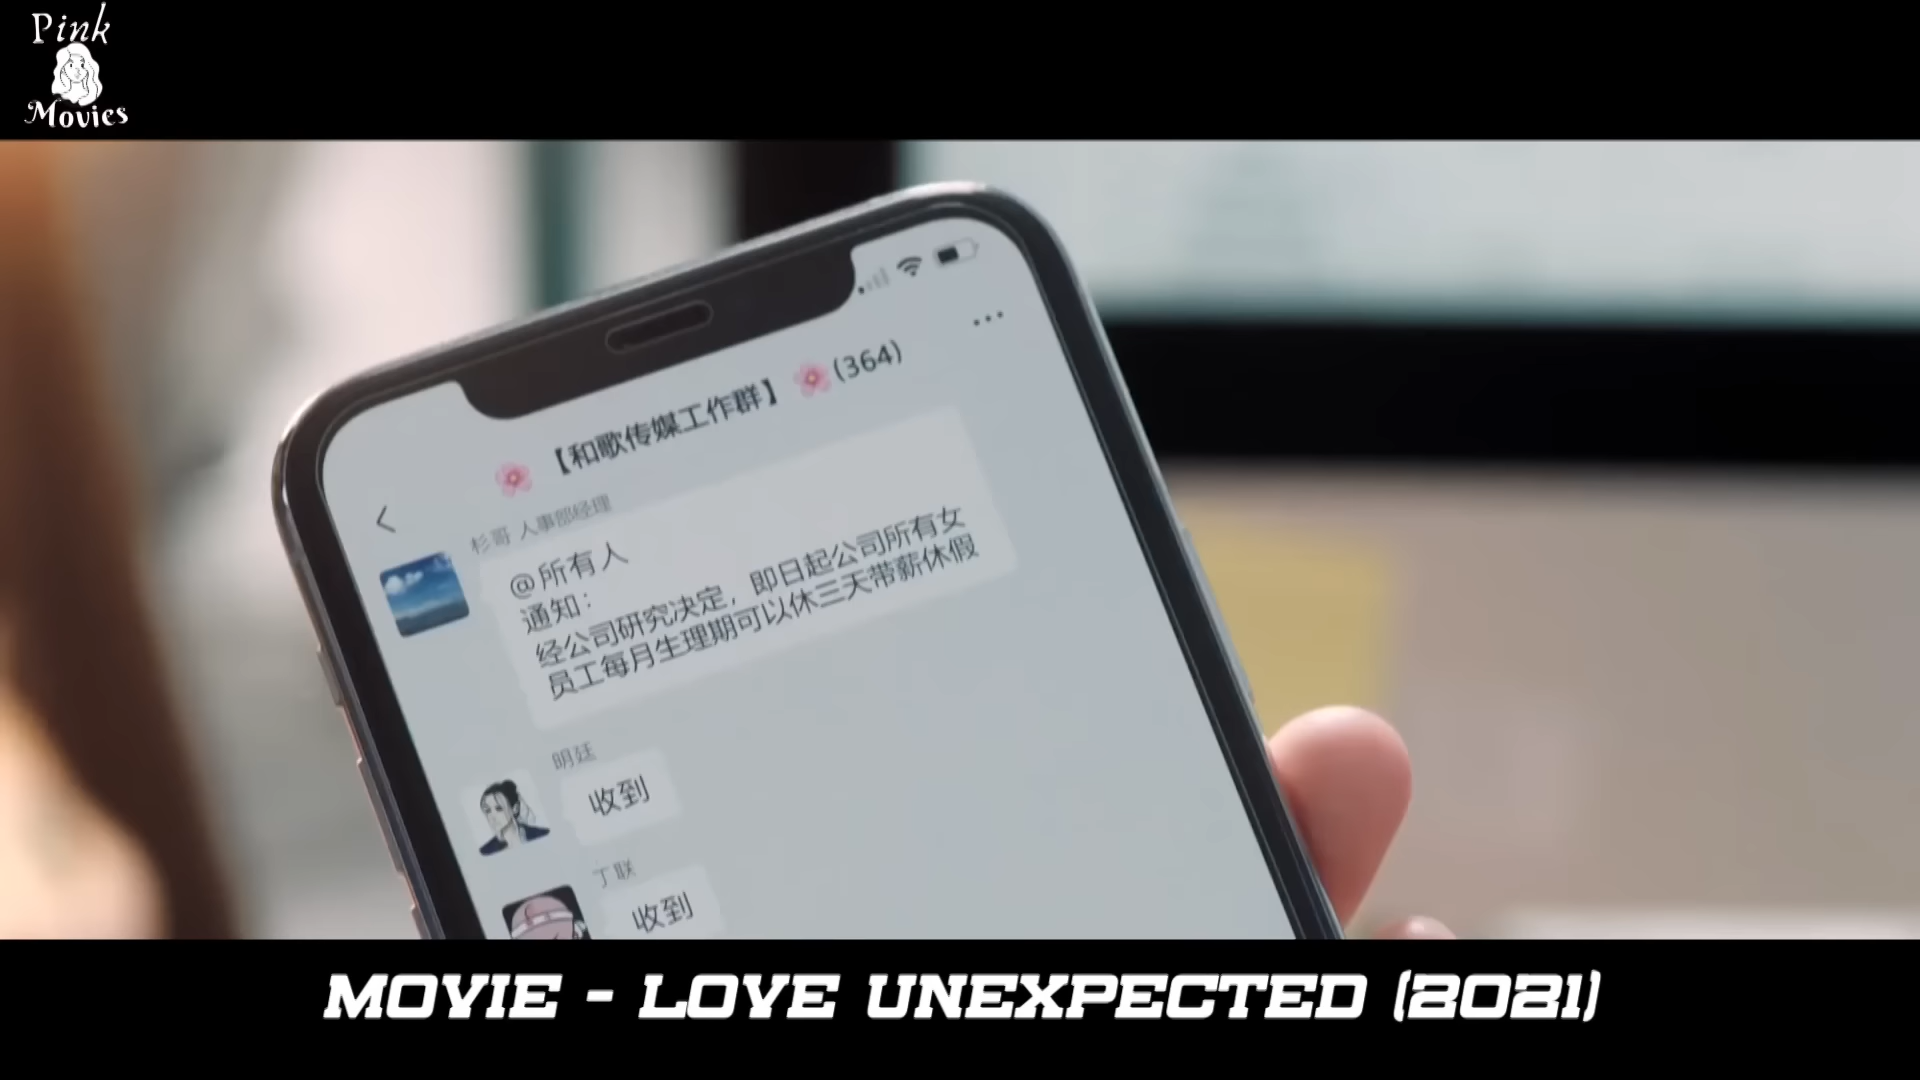 Pink
Movies
🌸【和歌传媒工作群】🌸(364)
杉哥 人事部经理
@所有人
通知：
经公司研究决定，即日起公司所有女
员工每月生理期可以休三天带薪休假
明廷
收到
丁联
收到
MOVIE - LOVE UNEXPECTED (2021)